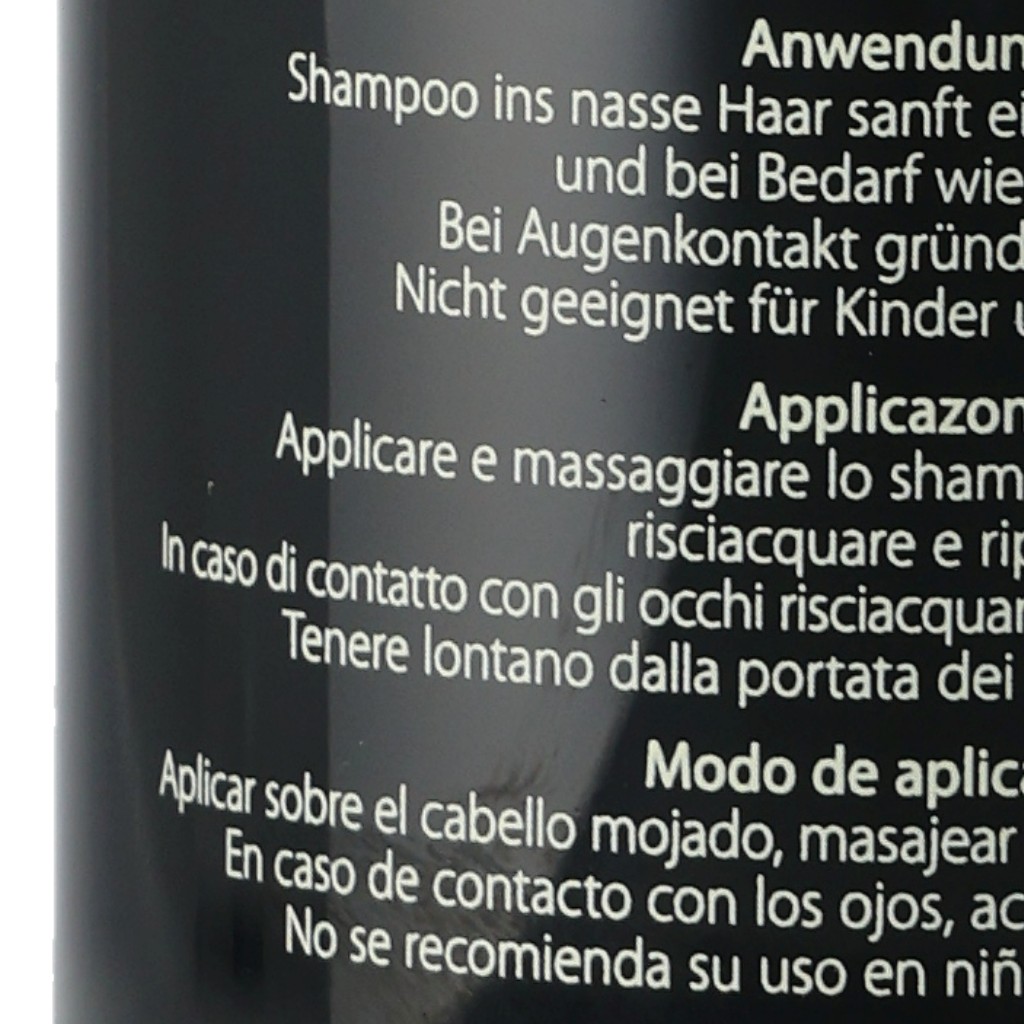 Anwendun
Shampoo ins nasse Haar sanft ei
und bei Bedarf wie
Bei Augenkontakt gründ
Nicht geeignet für Kinder u
Applicazon
Applicare e massaggiare lo sham
risciacquare e rip
In caso di contatto con gli occhi risciacquar
Tenere lontano dalla portata dei
Modo de aplica
Aplicar sobre el cabello mojado, masajear
En caso de contacto con los ojos, ac
No se recomienda su uso en niñ